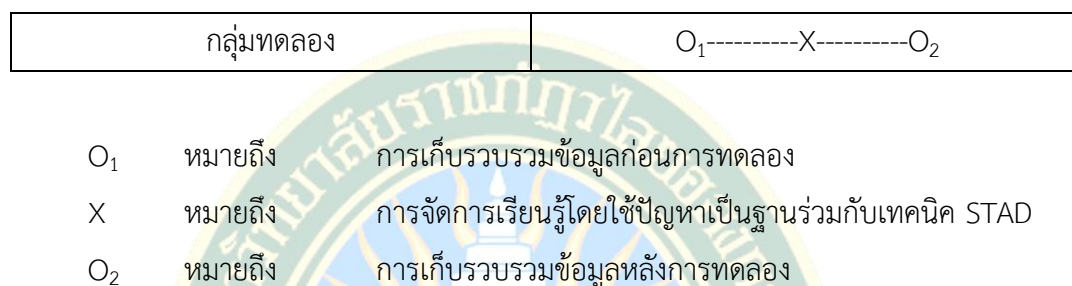 กลุ่มทดลอง O₁----------X----------O₂
O₁ หมายถึง การเก็บรวบรวมข้อมูลก่อนการทดลอง
X หมายถึง การจัดการเรียนรู้โดยใช้ปัญหาเป็นฐานร่วมกับเทคนิค STAD
O₂ หมายถึง การเก็บรวบรวมข้อมูลหลังการทดลอง